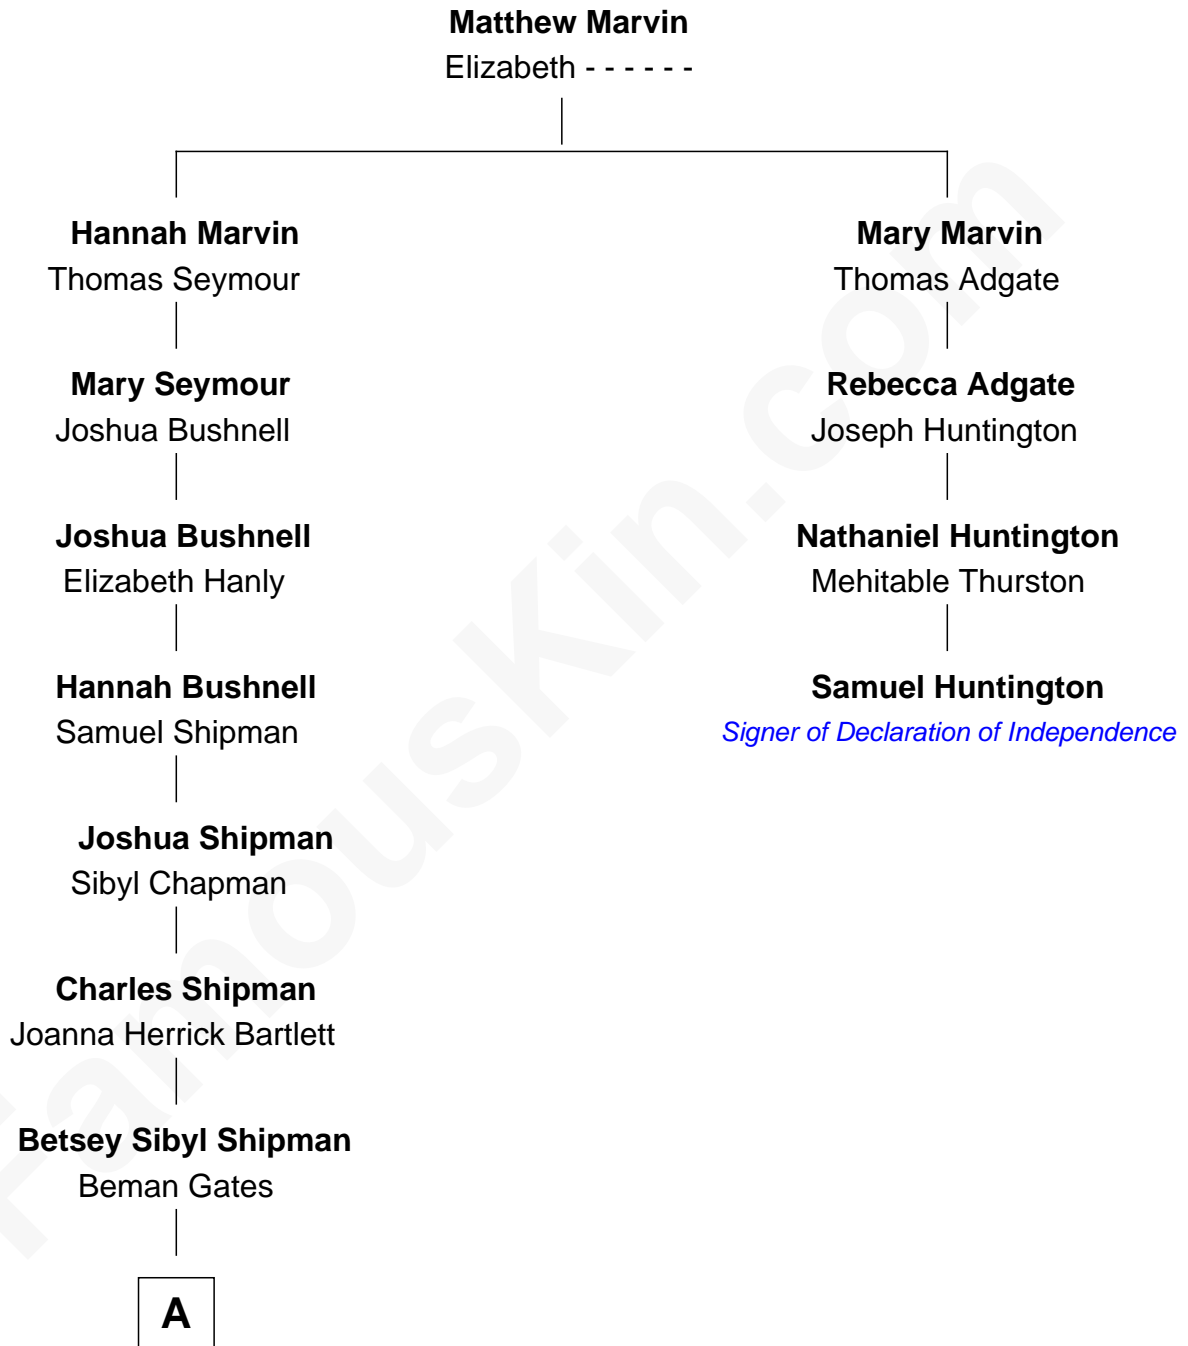 Matthew Marvin
Elizabeth - - - - - -
Hannah Marvin
Thomas Seymour
Mary Seymour
Joshua Bushnell
Joshua Bushnell
Elizabeth Hanly
Hannah Bushnell
Samuel Shipman
Joshua Shipman
Sibyl Chapman
Charles Shipman
Joanna Herrick Bartlett
Betsey Sibyl Shipman
Beman Gates
A
Mary Marvin
Thomas Adgate
Rebecca Adgate
Joseph Huntington
Nathaniel Huntington
Mehitable Thurston
Samuel Huntington
Signer of Declaration of Independence
FamousKin.com